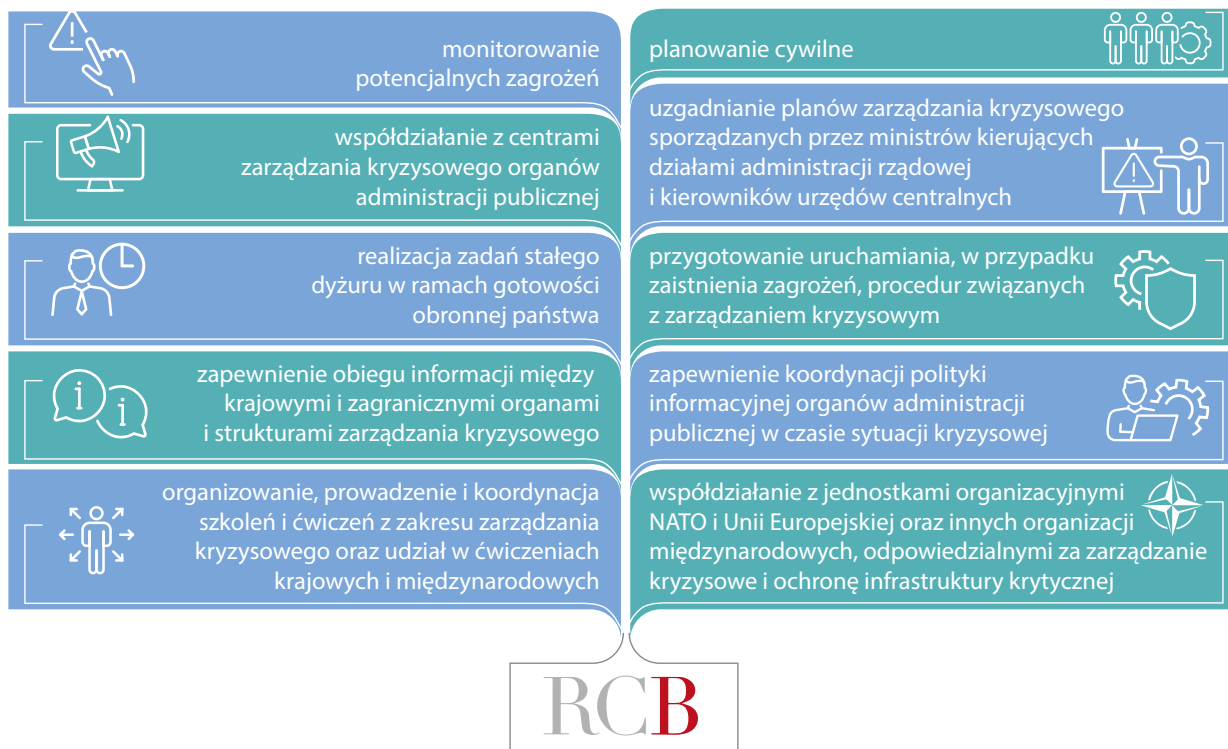 monitorowanie
potencjalnych zagrożeń
współdziałanie z centrami
zarządzania kryzysowego organów
administracji publicznej
realizacja zadań stałego
dyżuru w ramach gotowości
obronnej państwa
zapewnienie obiegu informacji między
krajowymi i zagranicznymi organami
i strukturami zarządzania kryzysowego
organizowanie, prowadzenie i koordynacja
szkoleń i ćwiczeń z zakresu zarządzania
kryzysowego oraz udział w ćwiczeniach
krajowych i międzynarodowych
planowanie cywilne
uzgadnianie planów zarządzania kryzysowego
sporządzanych przez ministrów kierujących
działami administracji rządowej
i kierowników urzędów centralnych
przygotowanie uruchamiania, w przypadku
zaistnienia zagrożeń, procedur związanych
z zarządzaniem kryzysowym
zapewnienie koordynacji polityki
informacyjnej organów administracji
publicznej w czasie sytuacji kryzysowej
współdziałanie z jednostkami organizacyjnymi
NATO i Unii Europejskiej oraz innych organizacji
międzynarodowych, odpowiedzialnymi za zarządzanie
kryzysowe i ochronę infrastruktury krytycznej
RCB